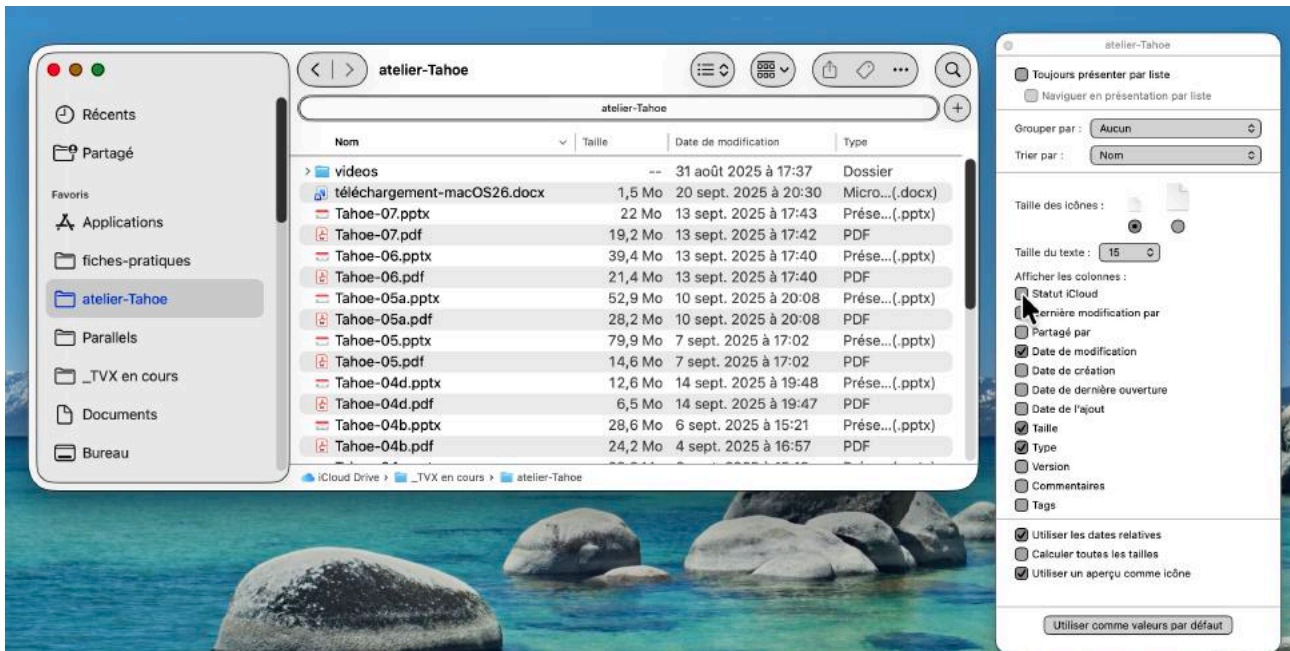 atelier-Tahoe
atelier-Tahoe
Récents
Partagé
Favoris
Applications
fiches-pratiques
atelier-Tahoe
Parallels
_TVX en cours
Documents
Bureau
Nom Taille Date de modification Type
videos -- 31 août 2025 à 17:37 Dossier
téléchargement-macOS26.docx 1,5 Mo 20 sept. 2025 à 20:30 Micro...(.docx)
Tahoe-07.pptx 22 Mo 13 sept. 2025 à 17:43 Prése...(.pptx)
Tahoe-07.pdf 19,2 Mo 13 sept. 2025 à 17:42 PDF
Tahoe-06.pptx 39,4 Mo 13 sept. 2025 à 17:40 Prése...(.pptx)
Tahoe-06.pdf 21,4 Mo 13 sept. 2025 à 17:40 PDF
Tahoe-05a.pptx 52,9 Mo 10 sept. 2025 à 20:08 Prése...(.pptx)
Tahoe-05a.pdf 28,2 Mo 10 sept. 2025 à 20:08 PDF
Tahoe-05.pptx 79,9 Mo 7 sept. 2025 à 17:02 Prése...(.pptx)
Tahoe-05.pdf 14,6 Mo 7 sept. 2025 à 17:02 PDF
Tahoe-04d.pptx 12,6 Mo 14 sept. 2025 à 19:48 Prése...(.pptx)
Tahoe-04d.pdf 6,5 Mo 14 sept. 2025 à 19:47 PDF
Tahoe-04b.pptx 28,6 Mo 6 sept. 2025 à 15:21 Prése...(.pptx)
Tahoe-04b.pdf 24,2 Mo 4 sept. 2025 à 16:57 PDF
iCloud Drive › _TVX en cours › atelier-Tahoe
atelier-Tahoe
Toujours présenter par liste
Naviguer en présentation par liste
Grouper par : Aucun
Trier par : Nom
Taille des icônes :
Taille du texte : 15
Afficher les colonnes :
Statut iCloud
ernière modification par
Partagé par
Date de modification
Date de création
Date de dernière ouverture
Date de l'ajout
Taille
Type
Version
Commentaires
Tags
Utiliser les dates relatives
Calculer toutes les tailles
Utiliser un aperçu comme icône
Utiliser comme valeurs par défaut